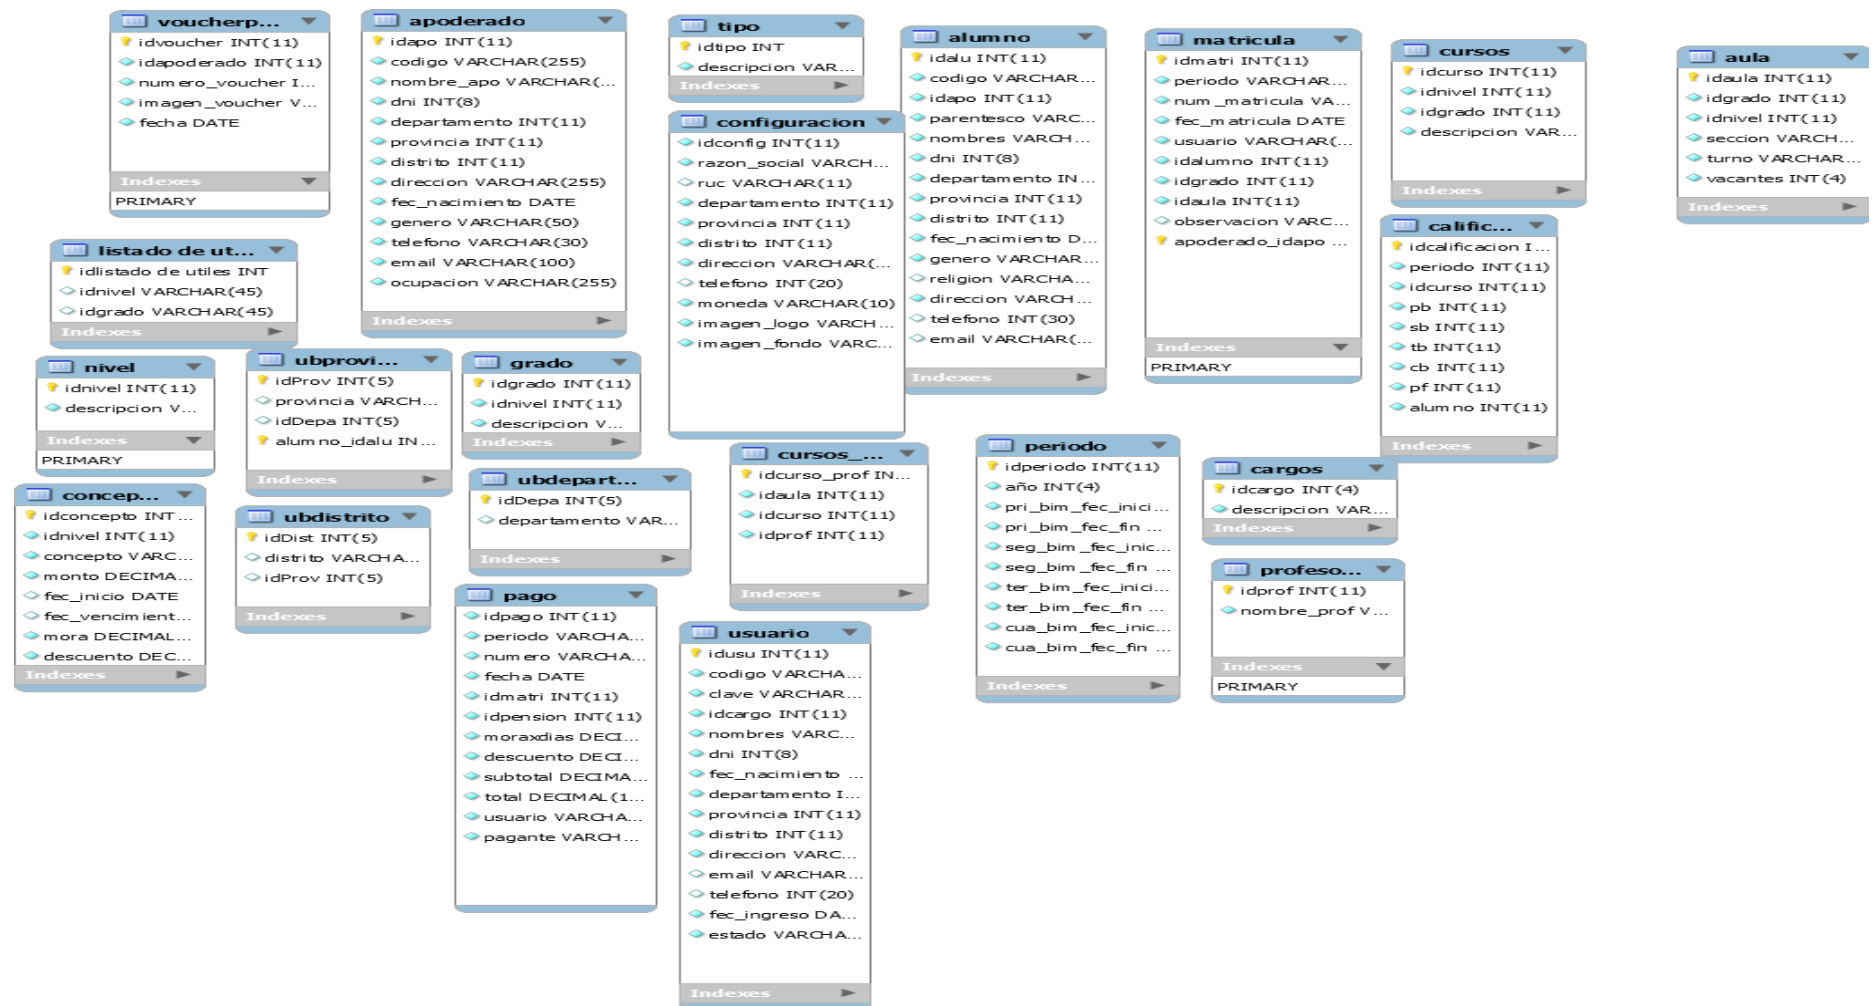 voucherp...
idvoucher INT(11)
idapoderado INT(11)
numero_voucher I...
imagen_voucher V...
fecha DATE
Indexes
PRIMARY
apoderado
idapo INT(11)
codigo VARCHAR(255)
nombre_apo VARCHAR(...
dni INT(8)
departamento INT(11)
provincia INT(11)
distrito INT(11)
direccion VARCHAR(255)
fec_nacimiento DATE
genero VARCHAR(50)
telefono VARCHAR(30)
email VARCHAR(100)
ocupacion VARCHAR(255)
Indexes
tipo
idtipo INT
descripcion VAR...
Indexes
configuracion
idconfig INT(11)
razon_social VARCH...
ruc VARCHAR(11)
departamento INT(11)
provincia INT(11)
distrito INT(11)
direccion VARCHAR(...
telefono INT(20)
moneda VARCHAR(10)
imagen_logo VARCH...
imagen_fondo VARC...
alumno
idalu INT(11)
codigo VARCHAR(...
idapo INT(11)
parentesco VARC...
nombres VARCH...
dni INT(8)
departamento IN...
provincia INT(11)
distrito INT(11)
fec_nacimiento D...
genero VARCHAR...
religion VARCHA...
direccion VARCH...
telefono INT(30)
email VARCHAR(...
Indexes
matricula
idmatri INT(11)
periodo VARCHAR...
num_matricula VA...
fec_matricula DATE
usuario VARCHAR(...
idalumno INT(11)
idgrado INT(11)
idaula INT(11)
observacion VARC...
apoderado_idapo ...
Indexes
PRIMARY
cursos
idcurso INT(11)
idnivel INT(11)
idgrado INT(11)
descripcion VAR...
Indexes
aula
idaula INT(11)
idgrado INT(11)
idnivel INT(11)
seccion VARCH...
turno VARCHAR...
vacantes INT(4)
Indexes
calific...
idcalificacion I...
periodo INT(11)
idcurso INT(11)
pb INT(11)
sb INT(11)
tb INT(11)
cb INT(11)
pf INT(11)
alumno INT(11)
Indexes
listado de ut...
idlistado de utiles INT
idnivel VARCHAR(45)
idgrado VARCHAR(45)
Indexes
nivel
idnivel INT(11)
descripcion V...
Indexes
PRIMARY
ubprovi...
idProv INT(5)
provincia VARCH...
idDepa INT(5)
alumno_idalu IN...
Indexes
grado
idgrado INT(11)
idnivel INT(11)
descripcion V...
Indexes
concep...
idconcepto INT...
idnivel INT(11)
concepto VARC...
monto DECIMA...
fec_inicio DATE
fec_vencimient...
mora DECIMAL...
descuento DEC...
Indexes
ubdistrito
idDist INT(5)
distrito VARCHA...
idProv INT(5)
Indexes
ubdepart...
idDepa INT(5)
departamento VAR...
Indexes
cursos_...
idcurso_prof IN...
idaula INT(11)
idcurso INT(11)
idprof INT(11)
Indexes
periodo
idperiodo INT(11)
año INT(4)
pri_bim_fec_inici...
pri_bim_fec_fin ...
seg_bim_fec_inic...
seg_bim_fec_fin ...
ter_bim_fec_inici...
ter_bim_fec_fin ...
cua_bim_fec_inic...
cua_bim_fec_fin ...
Indexes
cargos
idcargo INT(4)
descripcion VAR...
Indexes
profeso...
idprof INT(11)
nombre_prof V...
Indexes
PRIMARY
pago
idpago INT(11)
periodo VARCHA...
numero VARCHA...
fecha DATE
idmatri INT(11)
idpension INT(11)
moraxdias DECI...
descuento DECI...
subtotal DECIMA...
total DECIMAL(1...
usuario VARCHA...
pagante VARCH...
usuario
idusu INT(11)
codigo VARCHA...
clave VARCHAR...
idcargo INT(11)
nombres VARC...
dni INT(8)
fec_nacimiento ...
departamento I...
provincia INT(11)
distrito INT(11)
direccion VARC...
email VARCHAR...
telefono INT(20)
fec_ingreso DA...
estado VARCHA...
Indexes